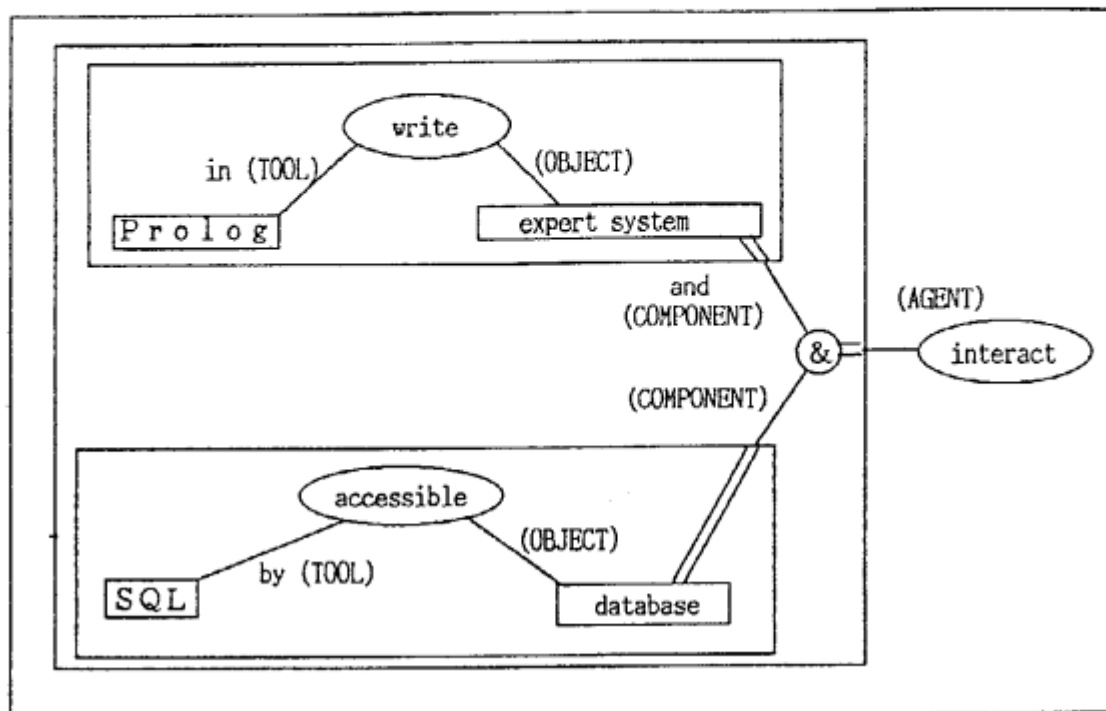 write
in (TOOL)
(OBJECT)
Prolog
expert system
and
(COMPONENT)
(AGENT)
&
interact
(COMPONENT)
accessible
(OBJECT)
by (TOOL)
SQL
database